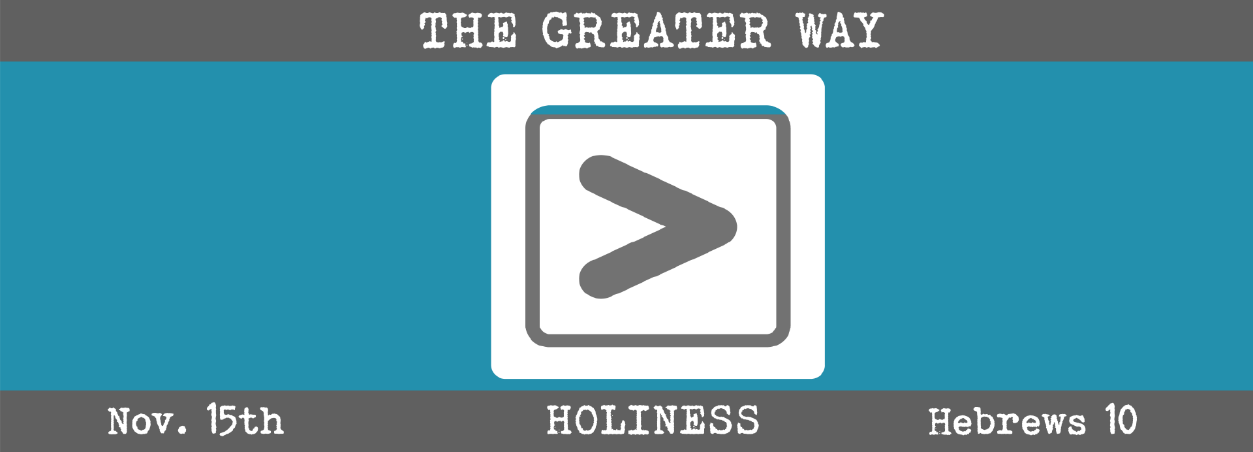 THE GREATER WAY
>
Nov. 15th
HOLINESS
Hebrews 10